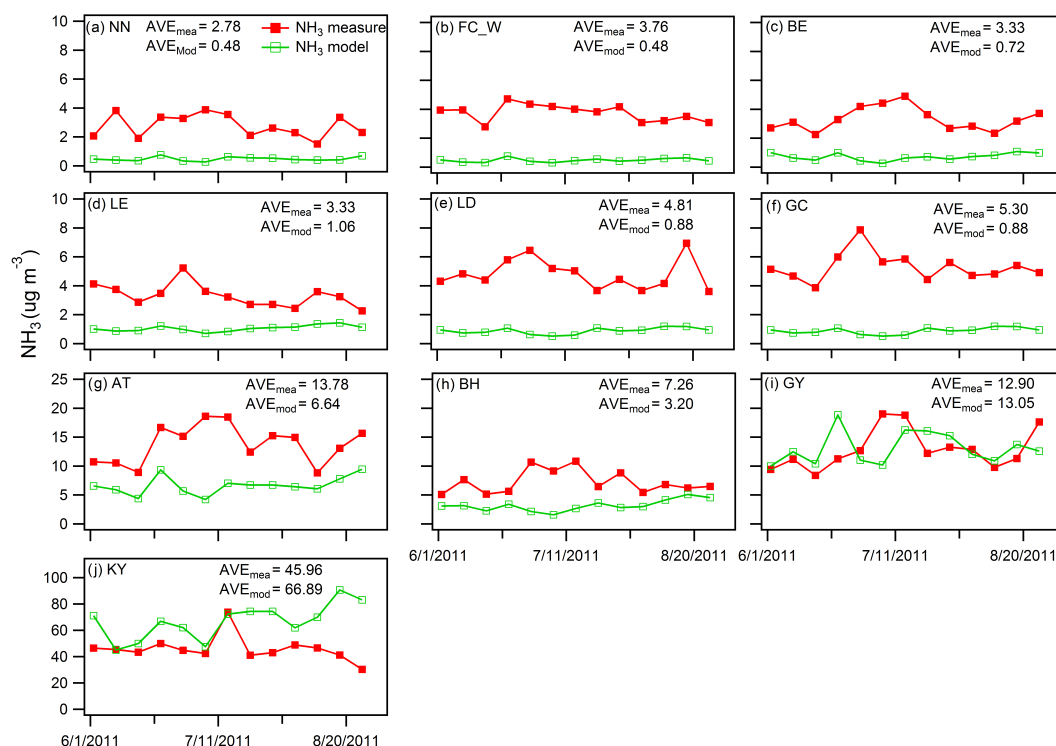 (a) NN AVEmea = 2.78 NH3 measure
AVEMod = 0.48 NH3 model
(b) FC_W AVEmea = 3.76
AVEmod = 0.48
(c) BE AVEmea = 3.33
AVEmod = 0.72
10
8
6
4
2
0
(d) LE AVEmea = 3.33
AVEmod = 1.06
(e) LD AVEmea = 4.81
AVEmod = 0.88
(f) GC AVEmea = 5.30
AVEmod = 0.88
10
8
6
4
2
0
NH3 (ug m-3)
(g) AT AVEmea = 13.78
AVEmod = 6.64
(h) BH AVEmea = 7.26
AVEmod = 3.20
(i) GY AVEmea = 12.90
AVEmod = 13.05
25
20
15
10
5
0
6/1/2011 7/11/2011 8/20/2011
6/1/2011 7/11/2011 8/20/2011
(j) KY AVEmea = 45.96
AVEmod = 66.89
100
80
60
40
20
0
6/1/2011 7/11/2011 8/20/2011